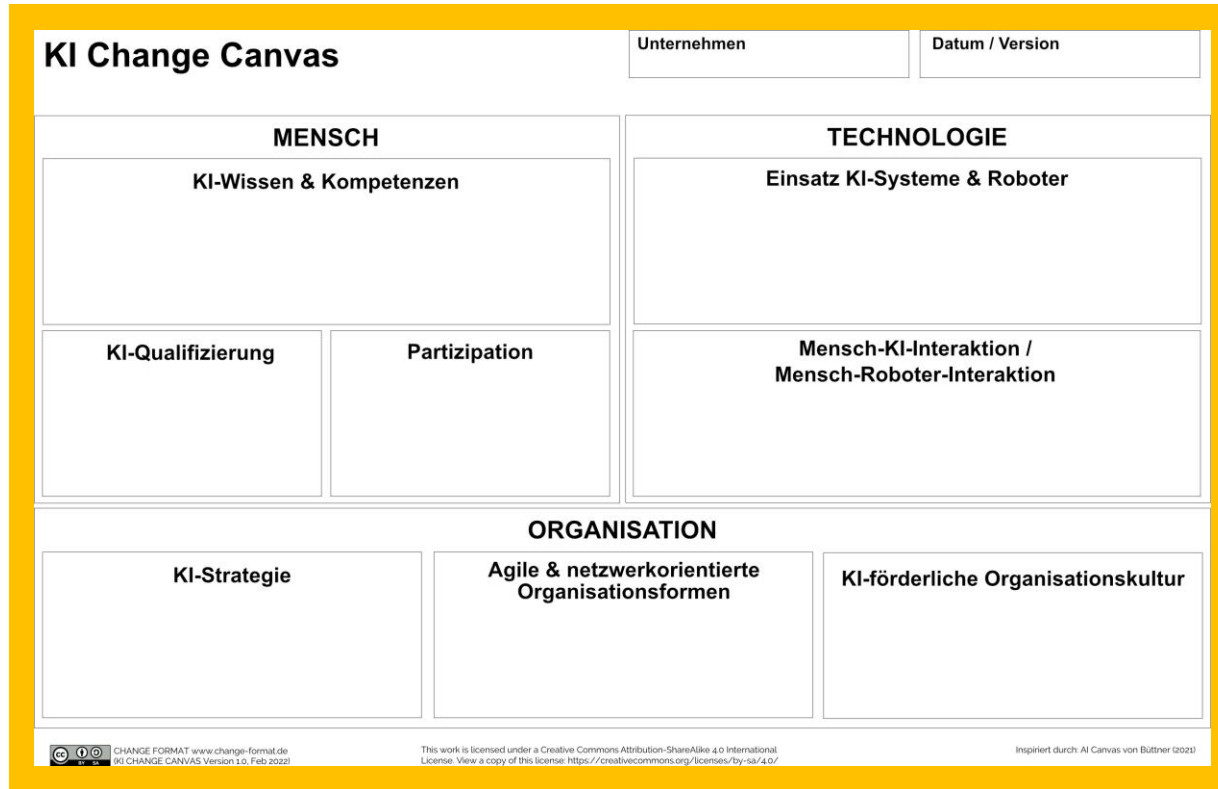 KI Change Canvas
Unternehmen
Datum / Version
MENSCH
KI-Wissen & Kompetenzen
KI-Qualifizierung
Partizipation
TECHNOLOGIE
Einsatz KI-Systeme & Roboter
Mensch-KI-Interaktion /
Mensch-Roboter-Interaktion
ORGANISATION
KI-Strategie
Agile & netzwerkorientierte
Organisationsformen
KI-förderliche Organisationskultur
cc BY SA
CHANGE FORMAT www.change-format.de
(KI CHANGE CANVAS Version 1.0, Feb 2022)
This work is licensed under a Creative Commons Attribution-ShareAlike 4.0 International
License. View a copy of this license: https://creativecommons.org/licenses/by-sa/4.0/
Inspiriert durch: AI Canvas von Büttner (2021)